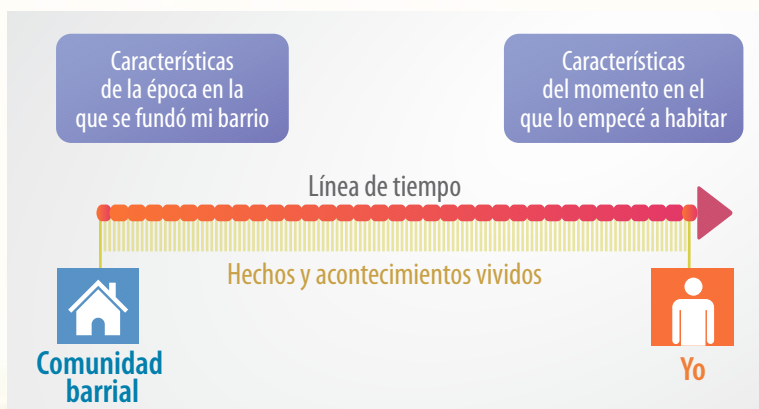 Características
de la época en la
que se fundó mi barrio
Características
del momento en el
que lo empecé a habitar
Línea de tiempo
Hechos y acontecimientos vividos
Comunidad
barrial
Yo